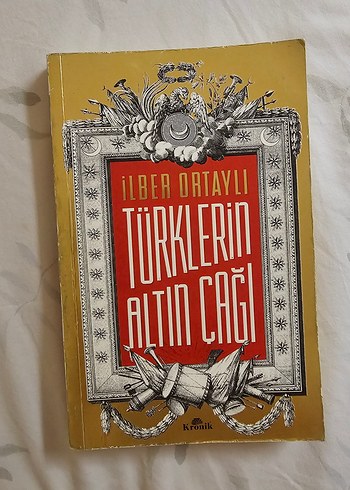 İLBER ORTAYLI
TÜRKLERİN
ALTIN ÇAĞI
Kronik